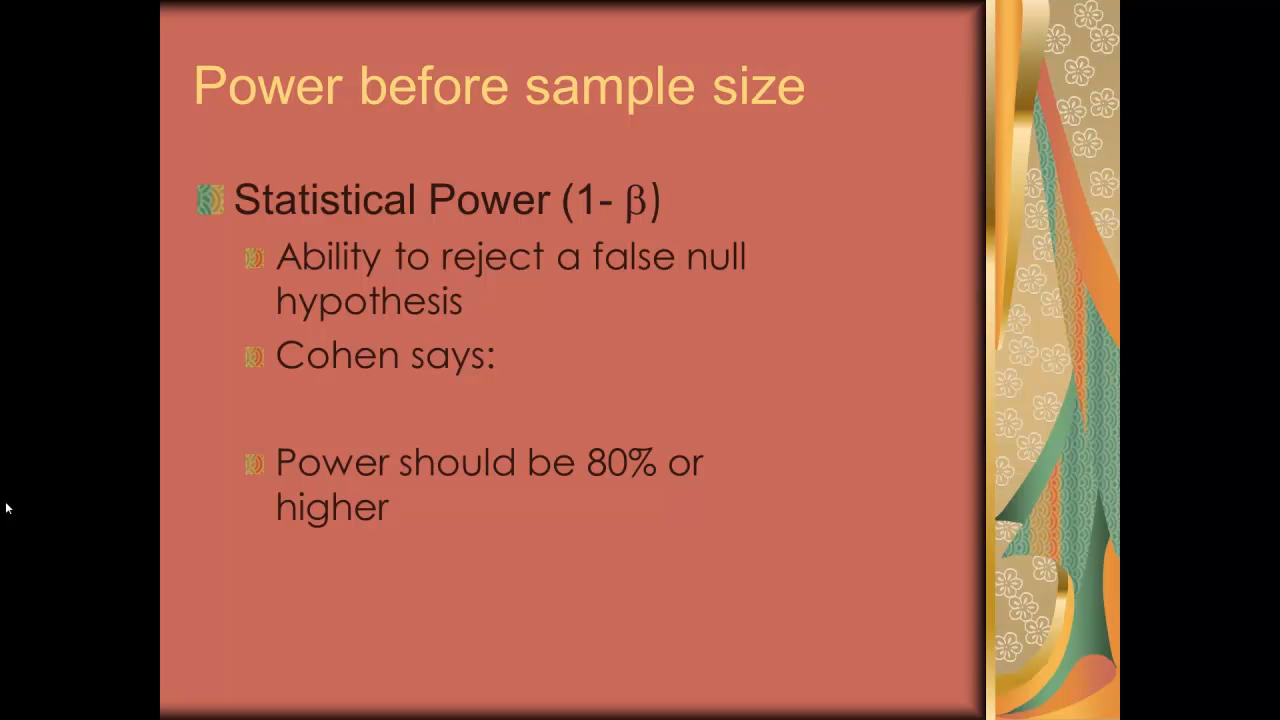 Power before sample size
Statistical Power (1- β)
Ability to reject a false null
hypothesis
Cohen says:
Power should be 80% or
higher